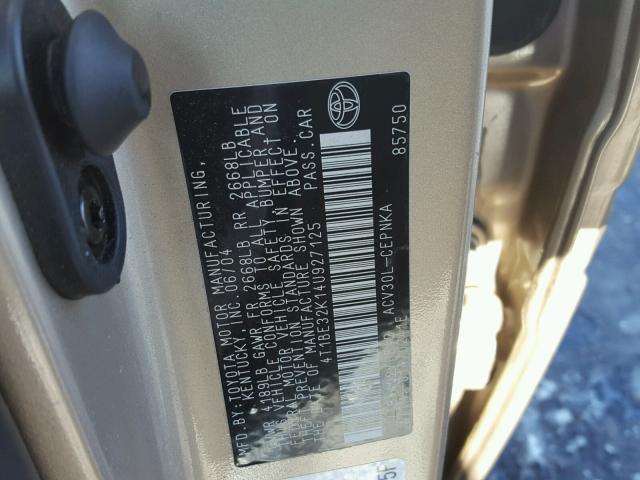 MFD.BY:TOYOTA MOTOR MANUFACTURING,
KENTUCKY, INC. 06/04
GVWR 4189LB GAWR FR 2668LB RR 2668LB
THIS VEHICLE CONFORMS TO ALL APPLICABLE
FEDERAL MOTOR VEHICLE SAFETY, BUMPER, AND
THEFT PREVENTION STANDARDS IN EFFECT ON
THE DATE OF MANUFACTURE SHOWN ABOVE.
4T1BE32K14U927125 PASS.CAR
ACV30L-CEPNKA 85750
5F